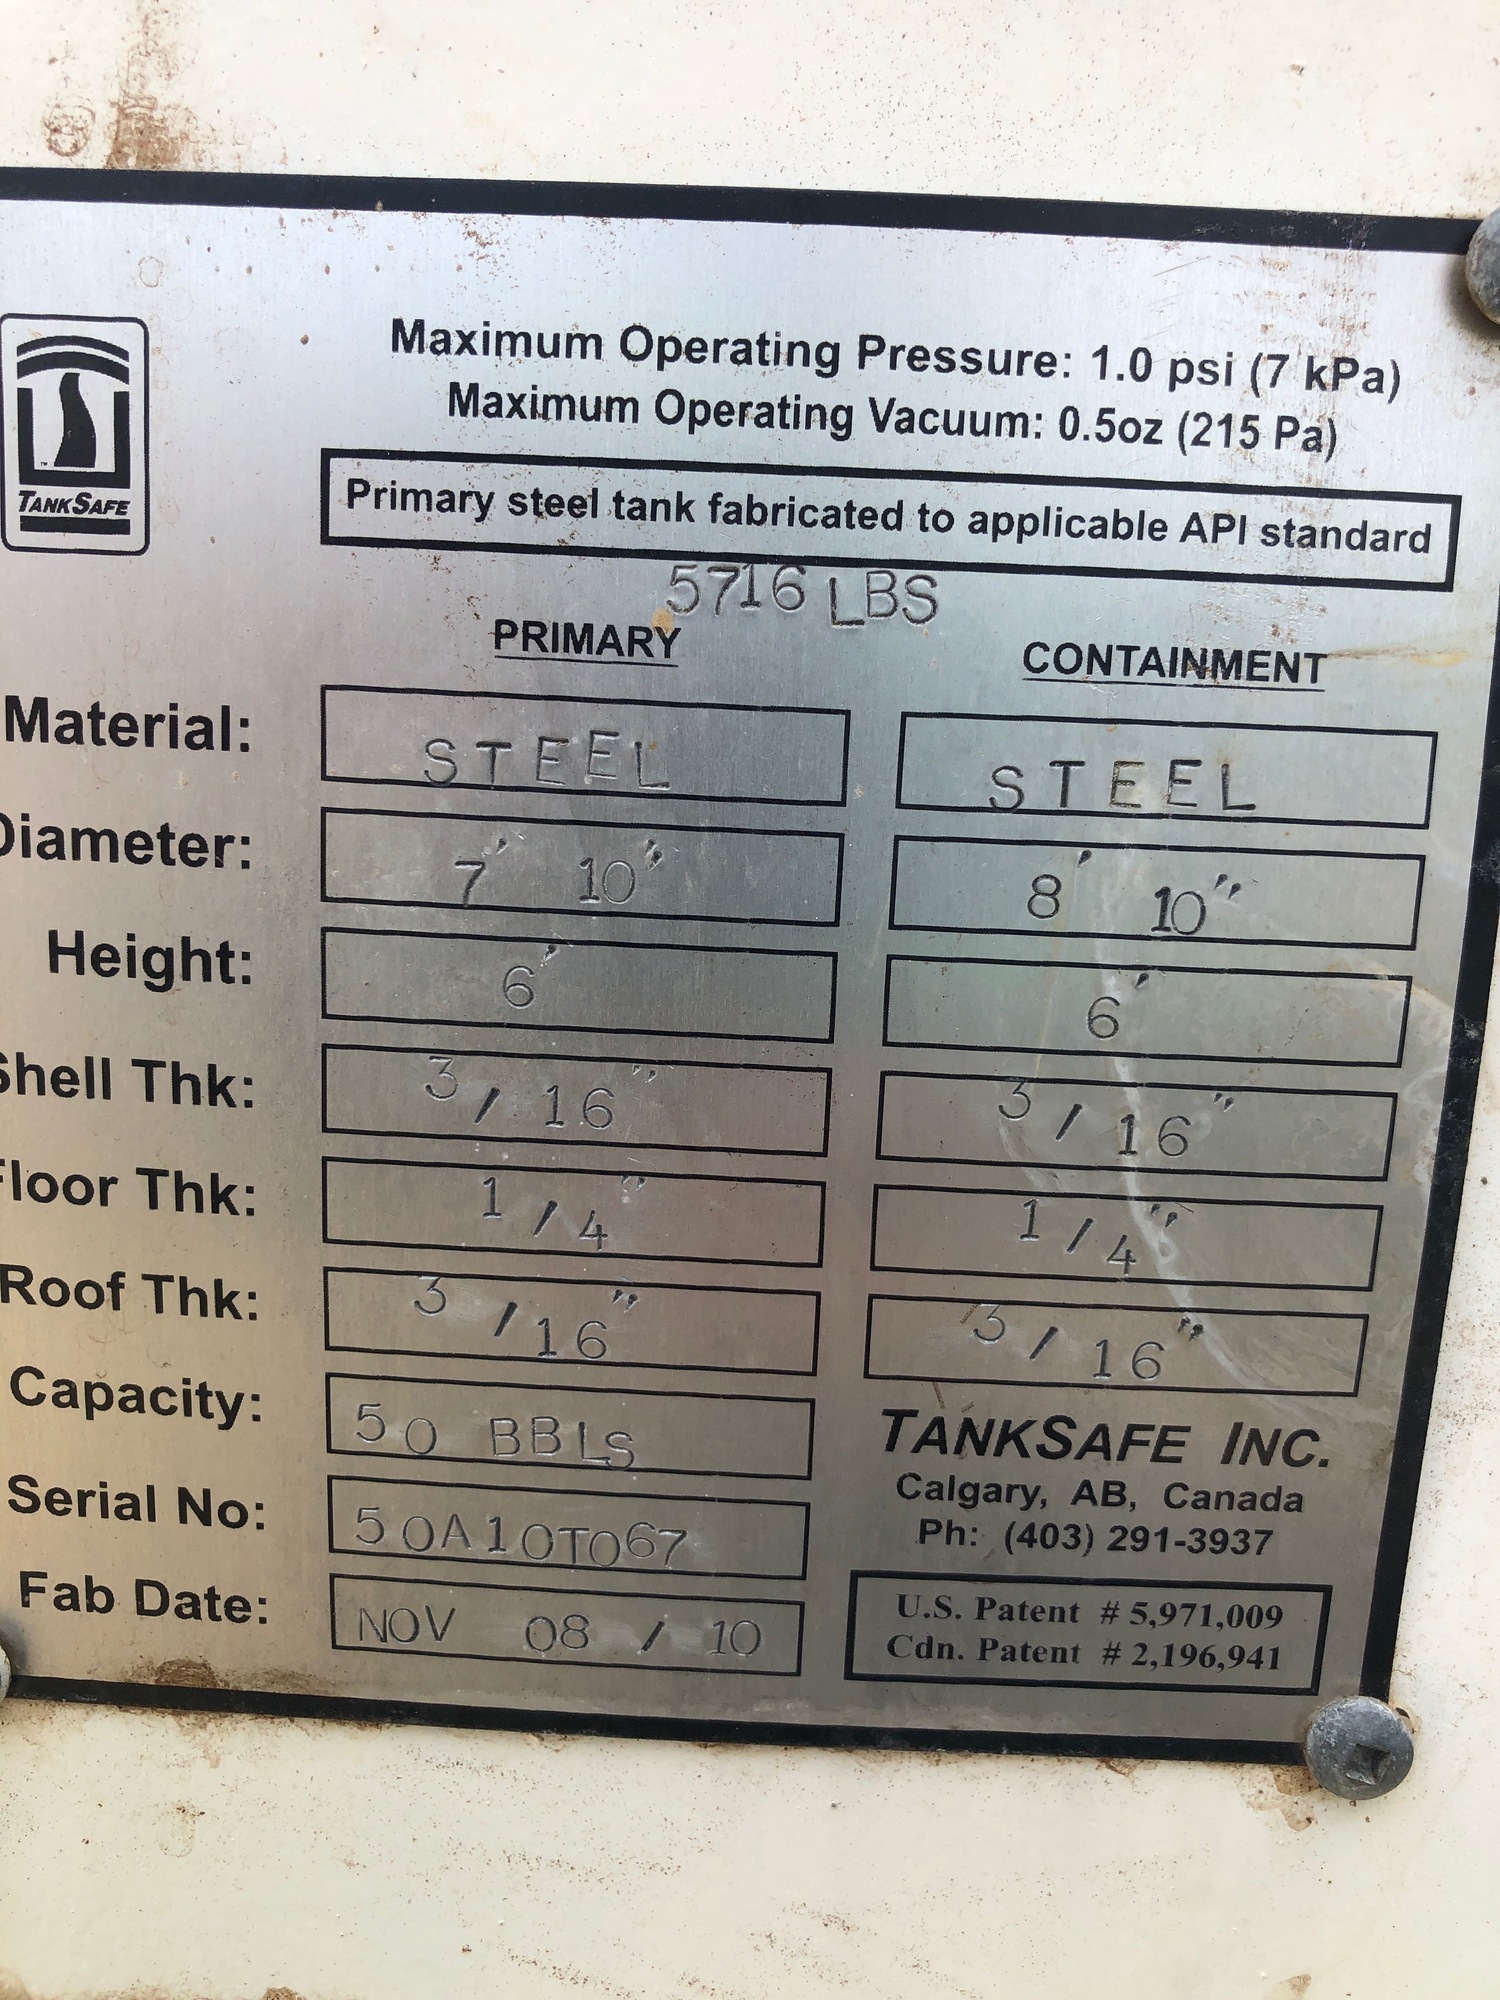 Maximum Operating Pressure: 1.0 psi (7 kPa)
Maximum Operating Vacuum: 0.5oz (215 Pa)
TANKSAFE
™
Primary steel tank fabricated to applicable API standard
5716 LBS
PRIMARY CONTAINMENT
Material: STEEL STEEL
Diameter: 7' 10" 8' 10"
Height: 6' 6'
Shell Thk: 3/16" 3/16"
Floor Thk: 1/4" 1/4"
Roof Thk: 3/16" 3/16"
Capacity: 50 BBLS
Serial No: 50A10T067
Fab Date: NOV 08 / 10
TANKSAFE INC.
Calgary, AB, Canada
Ph: (403) 291-3937
U.S. Patent # 5,971,009
Cdn. Patent # 2,196,941